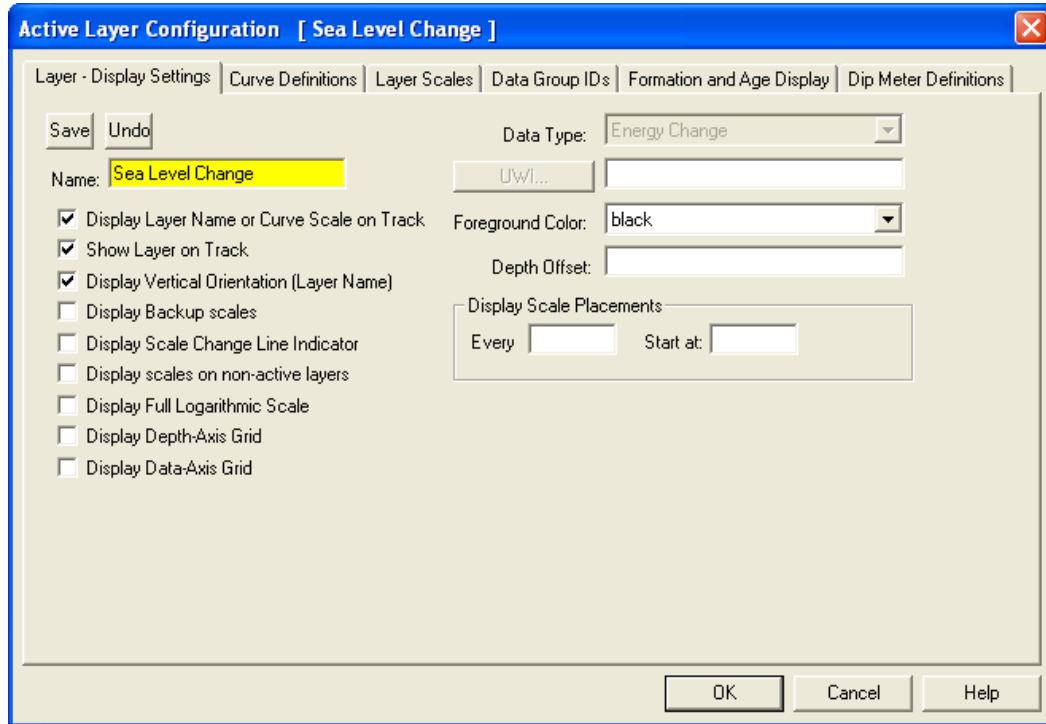 Active Layer Configuration [ Sea Level Change ]
Layer - Display Settings Curve Definitions Layer Scales Data Group IDs Formation and Age Display Dip Meter Definitions
Save Undo
Name: Sea Level Change
Display Layer Name or Curve Scale on Track
Show Layer on Track
Display Vertical Orientation (Layer Name)
Display Backup scales
Display Scale Change Line Indicator
Display scales on non-active layers
Display Full Logarithmic Scale
Display Depth-Axis Grid
Display Data-Axis Grid
Data Type: Energy Change
UWI...
Foreground Color: black
Depth Offset:
Display Scale Placements
Every Start at:
OK Cancel Help